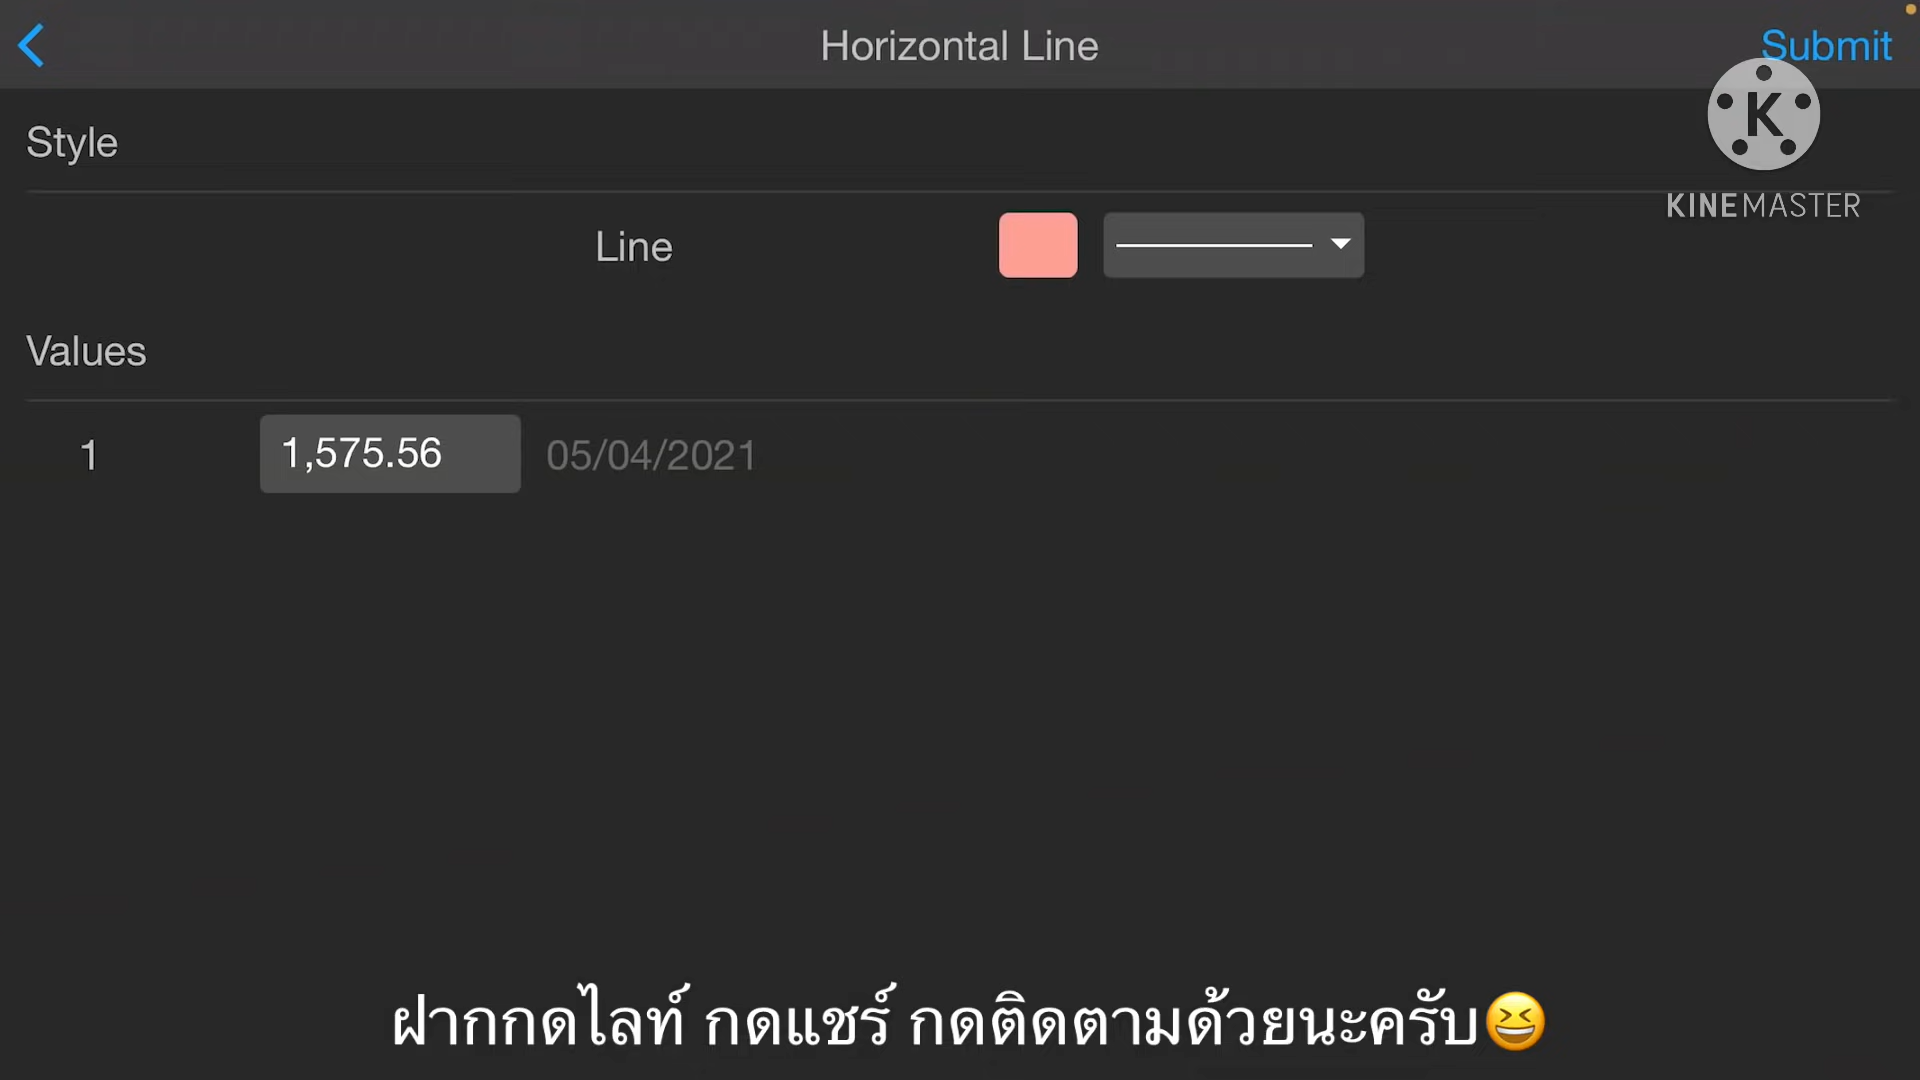 Horizontal Line
Submit
K
KINEMASTER
Style
Line
Values
1 1,575.56 05/04/2021
ฝากกดไลท์ กดแชร์ กดติดตามด้วยนะครับ😆